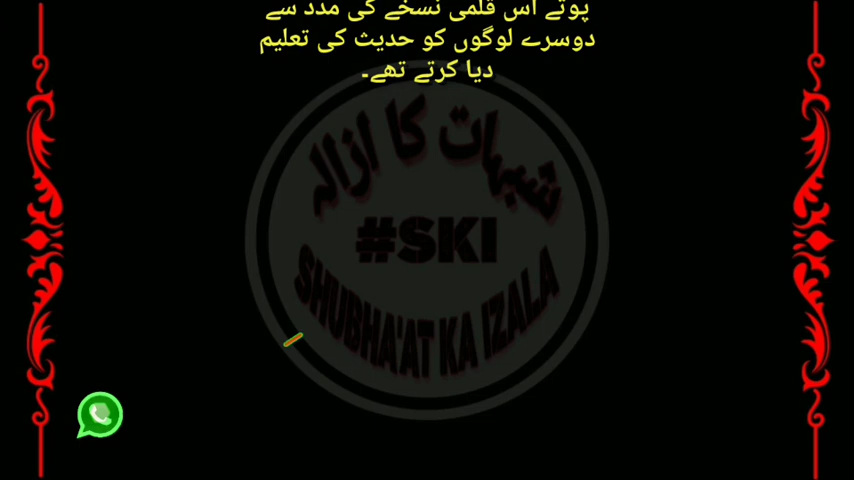 پوتے اس قلمی نسخے کی مدد سے
دوسرے لوگوں کو حدیث کی تعلیم
دیا کرتے تھے۔
شبہات کا ازالہ
#SKI
SHUBHA'AT KA IZALA